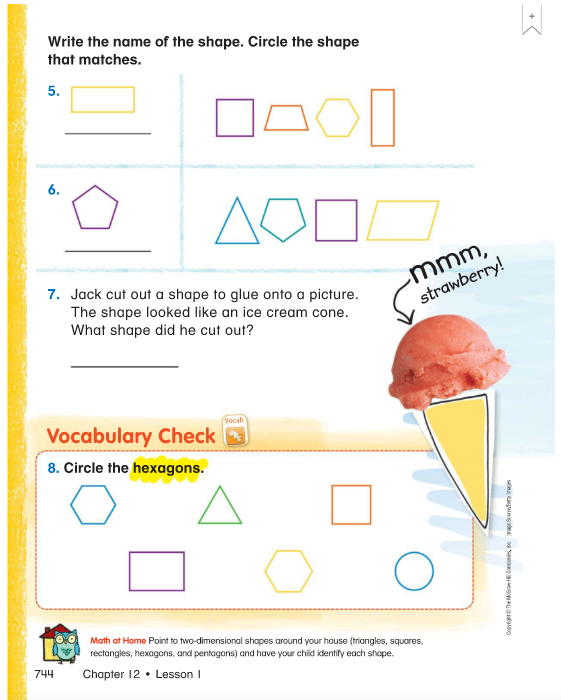 +
Write the name of the shape. Circle the shape
that matches.
5.
6.
mmm,
strawberry!
7. Jack cut out a shape to glue onto a picture.
The shape looked like an ice cream cone.
What shape did he cut out?
Vocabulary Check
Vocab
8. Circle the hexagons.
Copyright © The McGraw-Hill Companies, Inc. Image Source/Getty Images
Math at Home Point to two-dimensional shapes around your house (triangles, squares,
rectangles, hexagons, and pentagons) and have your child identify each shape.
744 Chapter 12 • Lesson 1